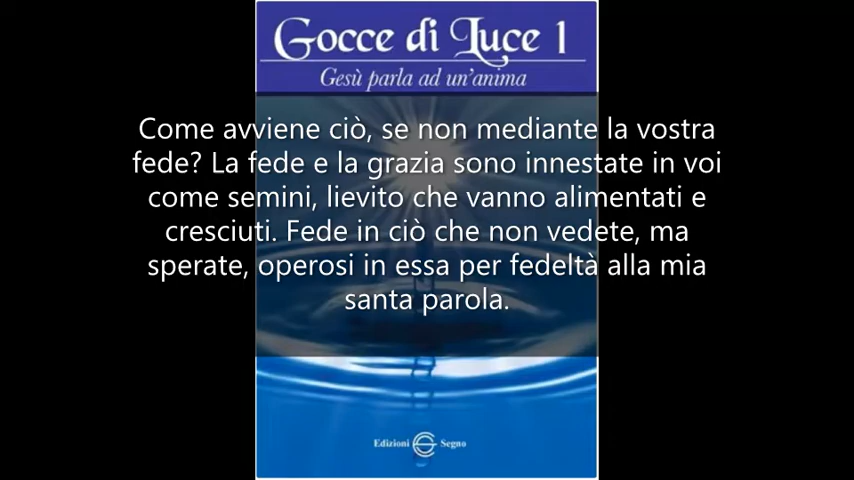 Gocce di Luce 1
Gesù parla ad un'anima
Come avviene ciò, se non mediante la vostra
fede? La fede e la grazia sono innestate in voi
come semini, lievito che vanno alimentati e
cresciuti. Fede in ciò che non vedete, ma
sperate, operosi in essa per fedeltà alla mia
santa parola.
Edizioni Segno